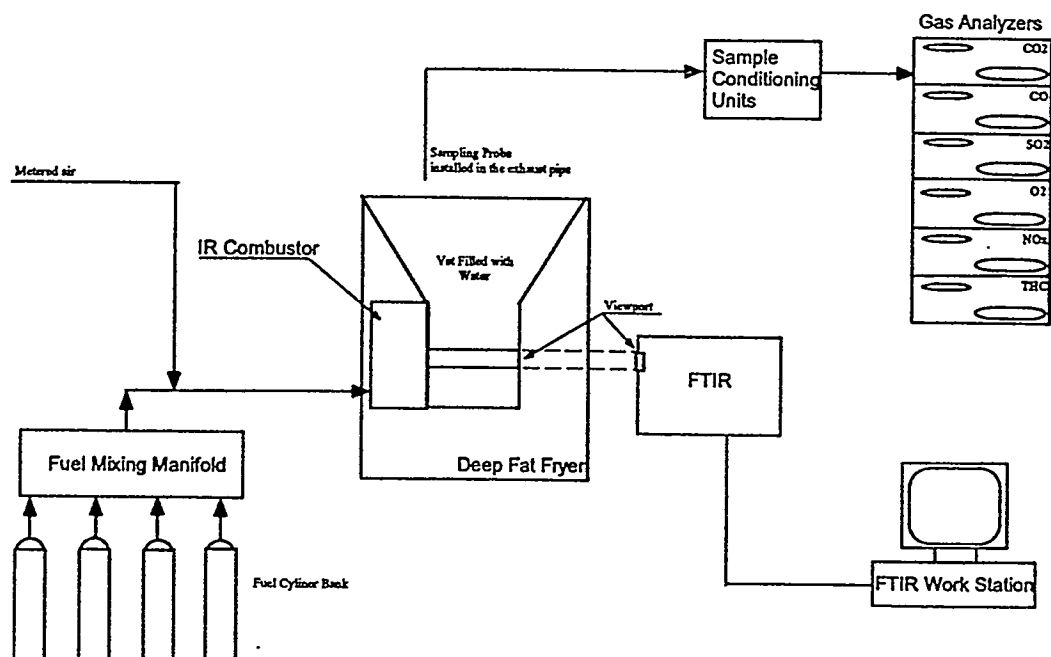 Gas Analyzers
CO2
CO
SO2
O2
NOx
THC
Sample
Conditioning
Units
Sampling Probe
installed in the exhaust pipe
Metered air
IR Combustor
Vat Filled with
Water
Viewport
FTIR
Fuel Mixing Manifold
Deep Fat Fryer
Fuel Cyliner Bank
FTIR Work Station